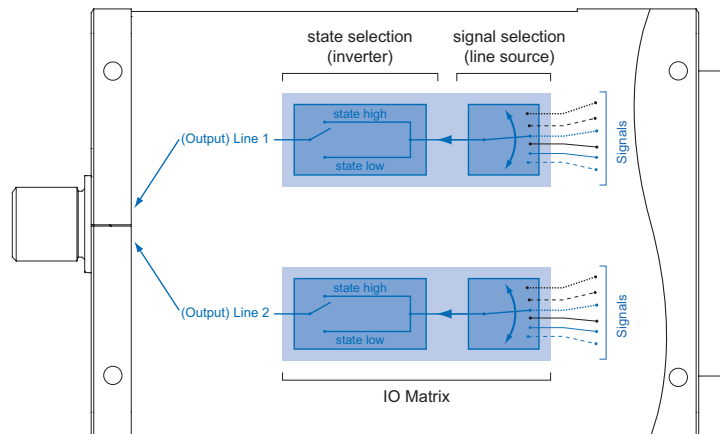 state selection
(inverter)
signal selection
(line source)
state high
(Output) Line 1
state low
Signals
state high
(Output) Line 2
state low
Signals
IO Matrix